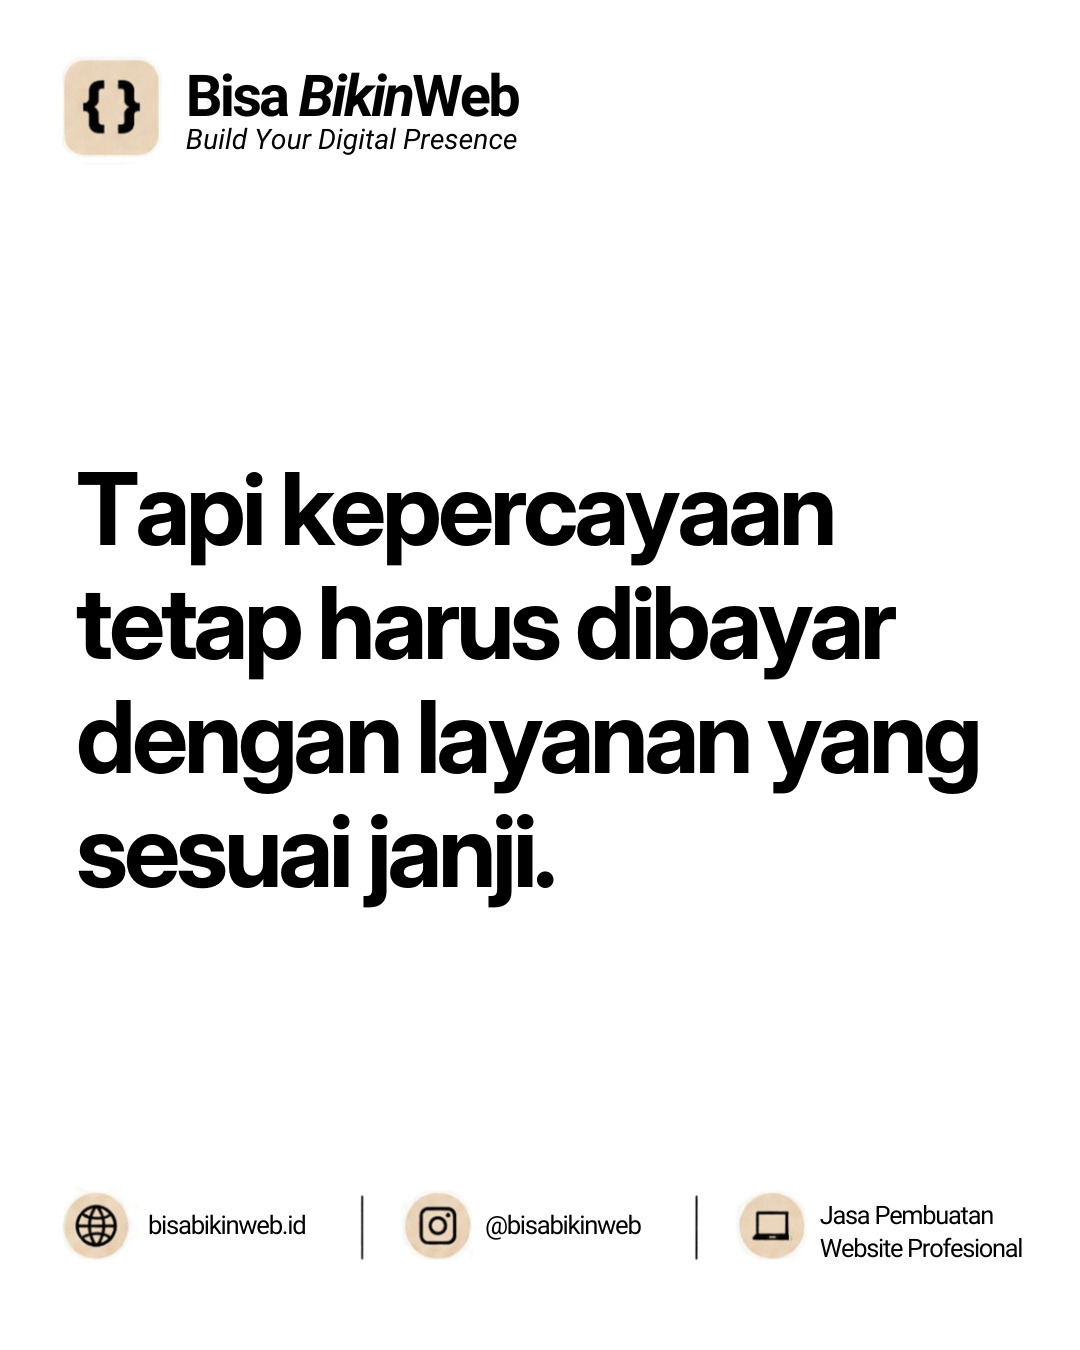 { }
Bisa BikinWeb
Build Your Digital Presence
Tapi kepercayaan
tetap harus dibayar
dengan layanan yang
sesuai janji.
bisabikinweb.id
@bisabikinweb
Jasa Pembuatan
Website Profesional